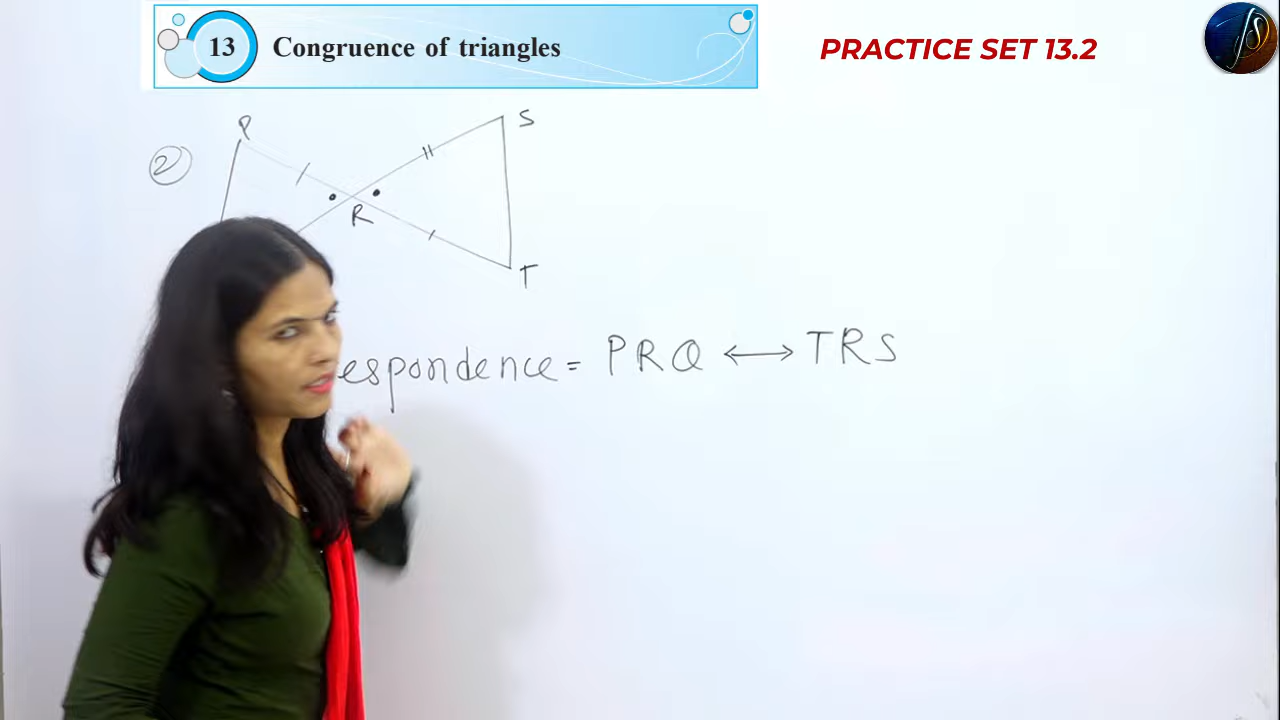 13 Congruence of triangles
PRACTICE SET 13.2
2
P
S
R
T
espondence = PRQ ↔ TRS